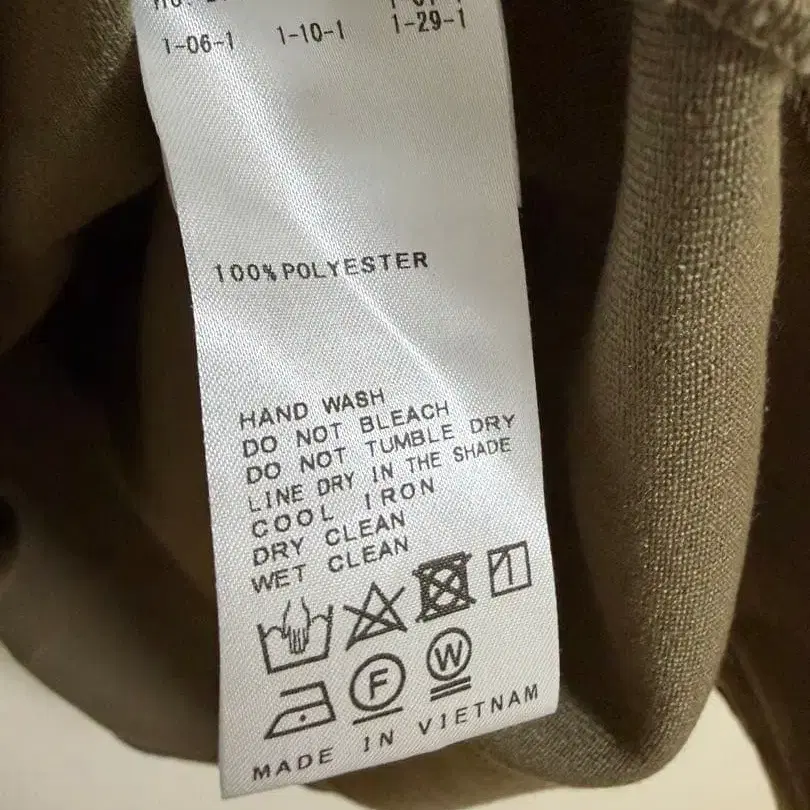 1-06-1 1-10-1 1-29-1
100%POLYESTER
HAND WASH
DO NOT BLEACH
DO NOT TUMBLE DRY
LINE DRY IN THE SHADE
COOL IRON
DRY CLEAN
WET CLEAN
F W
MADE IN VIETNAM